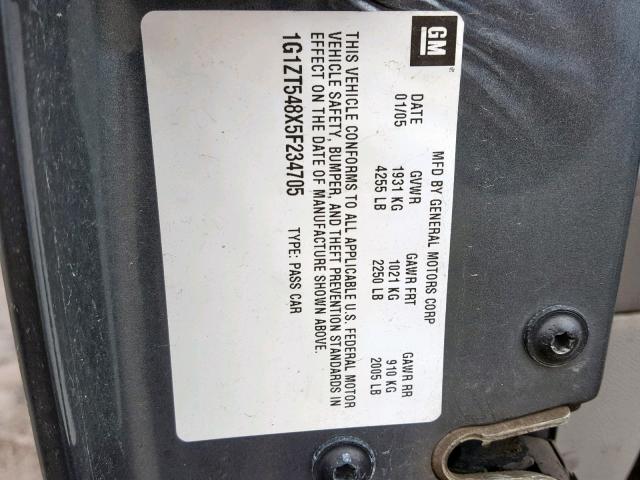 GM
MFD BY GENERAL MOTORS CORP
DATE GVWR GAWR FRT GAWR RR
01/05 1931 KG 1021 KG 910 KG
4255 LB 2250 LB 2005 LB
THIS VEHICLE CONFORMS TO ALL APPLICABLE U.S. FEDERAL MOTOR
VEHICLE SAFETY, BUMPER, AND THEFT PREVENTION STANDARDS IN
EFFECT ON THE DATE OF MANUFACTURE SHOWN ABOVE.
1G1ZT548X5F234705 TYPE: PASS CAR